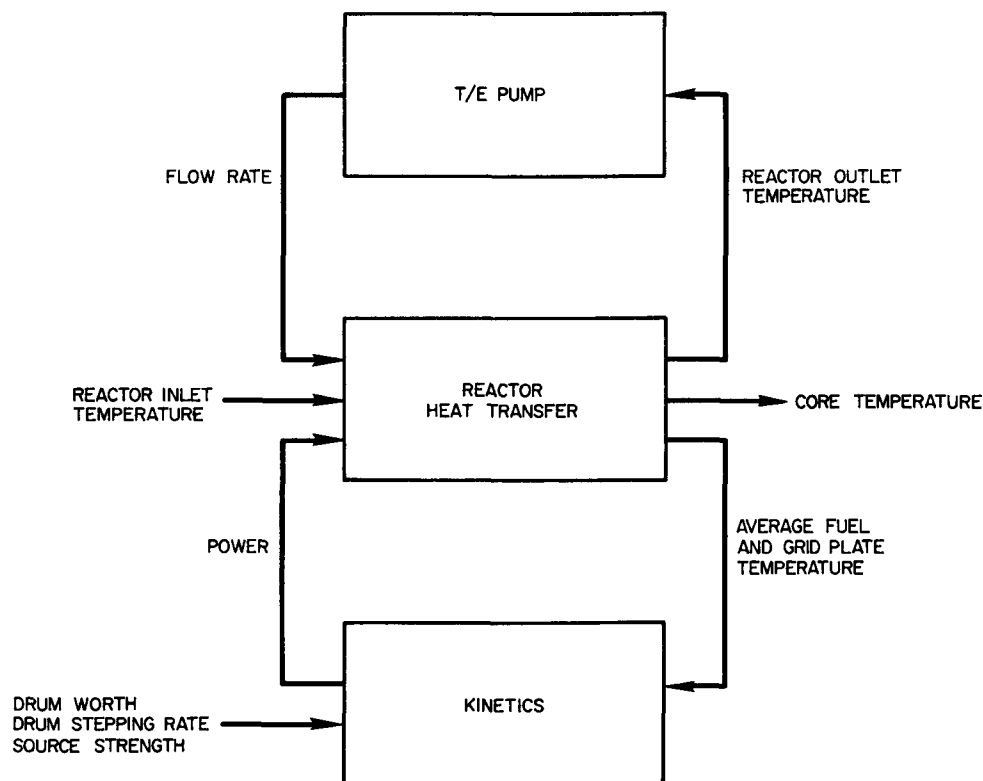 T/E PUMP
FLOW RATE
REACTOR OUTLET
TEMPERATURE
REACTOR INLET
TEMPERATURE
REACTOR
HEAT TRANSFER
CORE TEMPERATURE
POWER
AVERAGE FUEL
AND GRID PLATE
TEMPERATURE
DRUM WORTH
DRUM STEPPING RATE
SOURCE STRENGTH
KINETICS